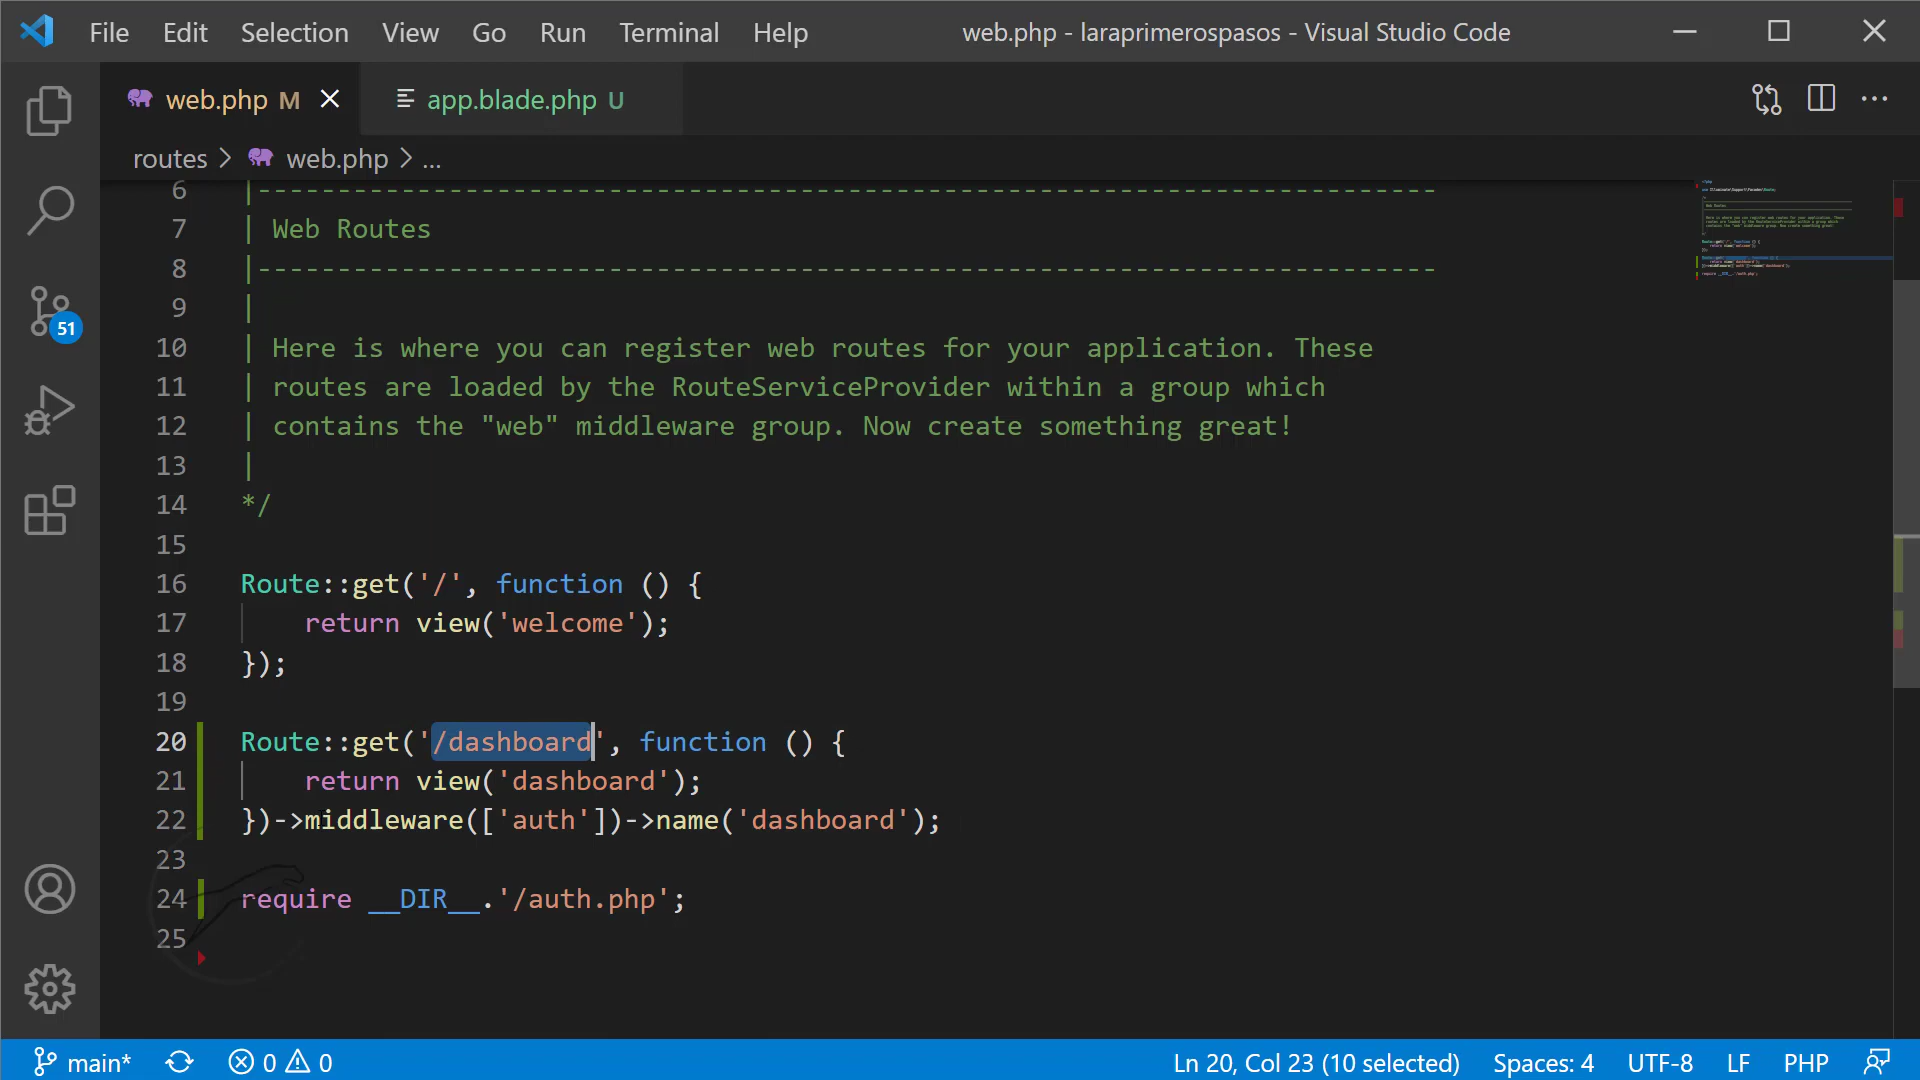 File Edit Selection View Go Run Terminal Help web.php - laraprimerospasos - Visual Studio Code
web.php M app.blade.php U
routes > web.php > ...
6 |--------------------------------------------------------------------------
7 | Web Routes
8 |--------------------------------------------------------------------------
9 |
10 | Here is where you can register web routes for your application. These
11 | routes are loaded by the RouteServiceProvider within a group which
12 | contains the "web" middleware group. Now create something great!
13 |
14 */
15
16 Route::get('/', function () {
17     return view('welcome');
18 });
19
20 Route::get('/dashboard', function () {
21     return view('dashboard');
22 })->middleware(['auth'])->name('dashboard');
23
24 require __DIR__.'/auth.php';
25
51
main* 0 0 Ln 20, Col 23 (10 selected) Spaces: 4 UTF-8 LF PHP